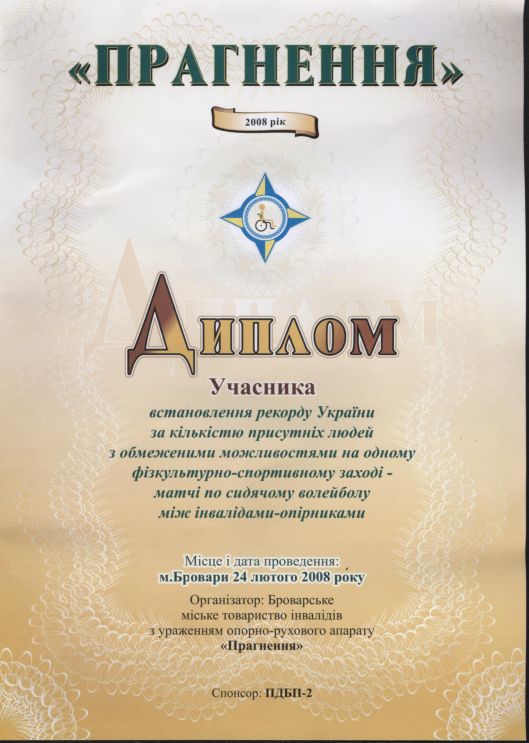 «ПРАГНЕННЯ»
2008 рік
Диплом
Учасника
встановлення рекорду України
за кількістю присутніх людей
з обмеженими можливостями на одному
фізкультурно-спортивному заході -
матчі по сидячому волейболу
між інвалідами-опірниками
Місце і дата проведення:
м.Бровари 24 лютого 2008 року
Організатор: Броварське
міське товариство інвалідів
з ураженням опорно-рухового апарату
«Прагнення»
Спонсор: ПДБП-2